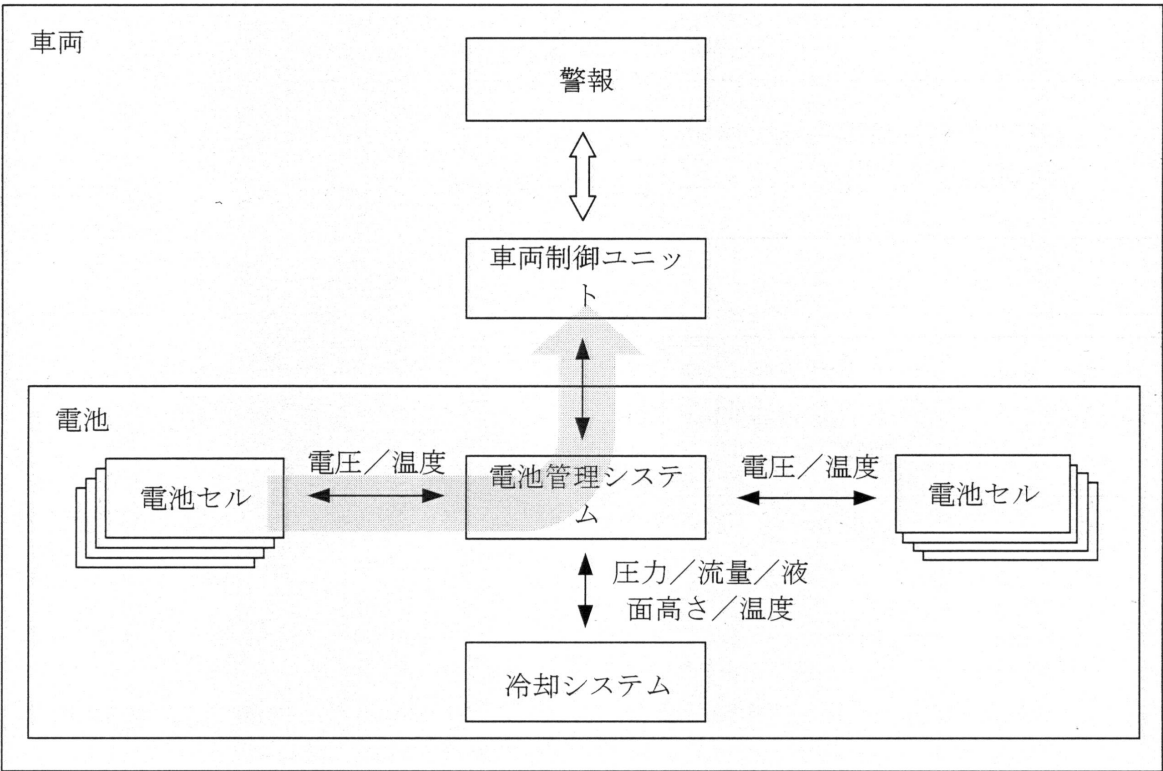 車両
警報
車両制御ユニッ
ト
電池
電圧／温度
電池セル
電池管理システ
ム
電圧／温度
電池セル
圧力／流量／液
面高さ／温度
冷却システム